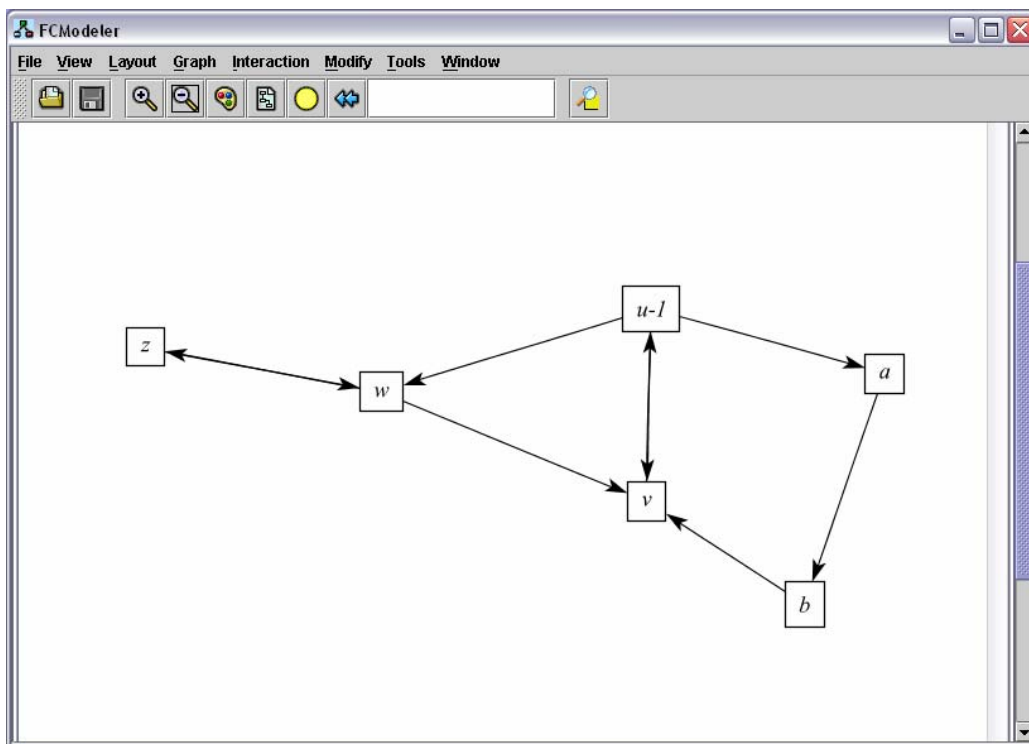 FCModeler
File View Layout Graph Interaction Modify Tools Window
u-1
z
a
w
v
b